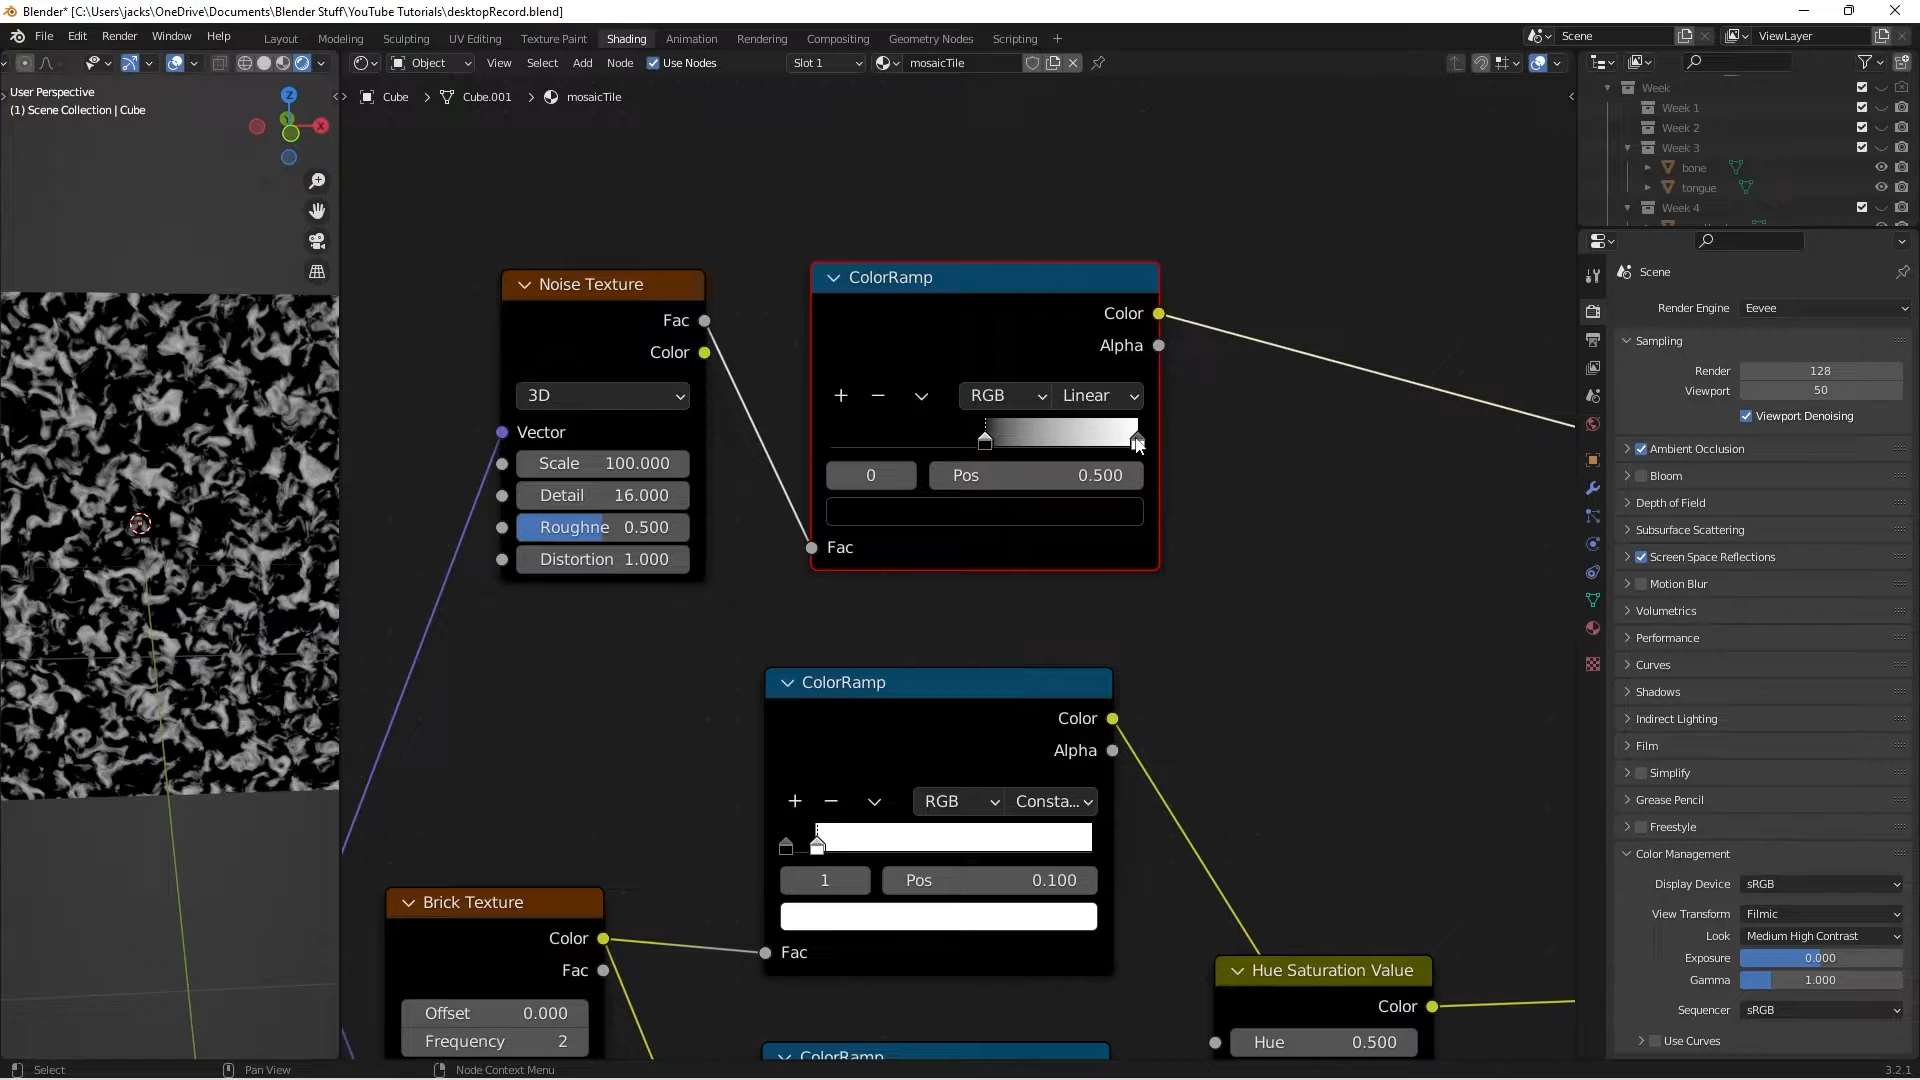 Blender* [C:\Users\jacks\OneDrive\Documents\Blender Stuff\YouTube Tutorials\desktopRecord.blend]
File Edit Render Window Help Layout Modeling Sculpting UV Editing Texture Paint Shading Animation Rendering Compositing Geometry Nodes Scripting + Scene ViewLayer
Object View Select Add Node Use Nodes Slot 1 mosaicTile
User Perspective
(1) Scene Collection | Cube
Cube > Cube.001 > mosaicTile
Z
X
Noise Texture
Fac
Color
3D
Vector
Scale 100.000
Detail 16.000
Roughne 0.500
Distortion 1.000
ColorRamp
Color
Alpha
RGB Linear
0 Pos 0.500
Fac
ColorRamp
Color
Alpha
RGB Consta...
1 Pos 0.100
Fac
Brick Texture
Color
Fac
Offset 0.000
Frequency 2
ColorRamp
Hue Saturation Value
Color
Hue 0.500
Week
Week 1
Week 2
Week 3
bone
tongue
Week 4
Scene
Render Engine Eevee
Sampling
Render 128
Viewport 50
Viewport Denoising
Ambient Occlusion
Bloom
Depth of Field
Subsurface Scattering
Screen Space Reflections
Motion Blur
Volumetrics
Performance
Curves
Shadows
Indirect Lighting
Film
Simplify
Grease Pencil
Freestyle
Color Management
Display Device sRGB
View Transform Filmic
Look Medium High Contrast
Exposure 0.000
Gamma 1.000
Sequencer sRGB
Use Curves
Select Pan View Node Context Menu 3.2.1